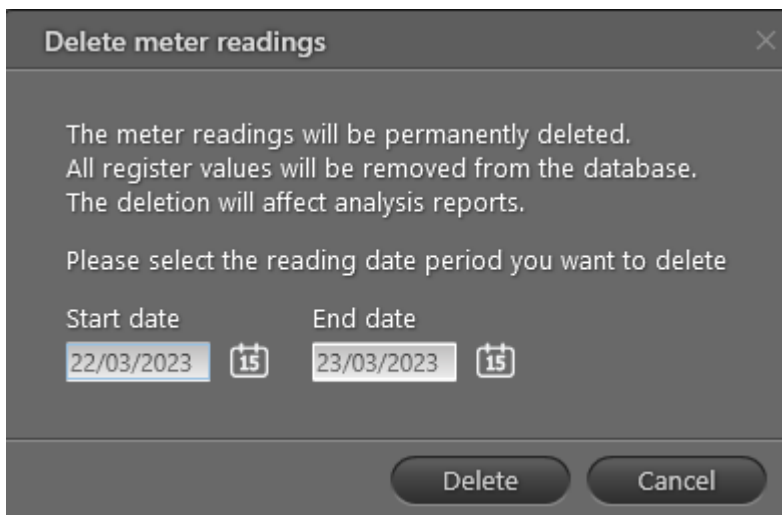 Delete meter readings
The meter readings will be permanently deleted.
All register values will be removed from the database.
The deletion will affect analysis reports.
Please select the reading date period you want to delete
Start date End date
22/03/2023 15 23/03/2023 15
Delete Cancel